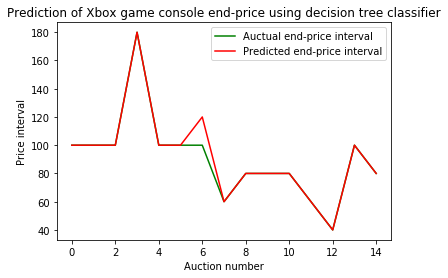 Prediction of Xbox game console end-price using decision tree classifier
Auctual end-price interval
Predicted end-price interval
Price interval
180
160
140
120
100
80
60
40
0 2 4 6 8 10 12 14
Auction number